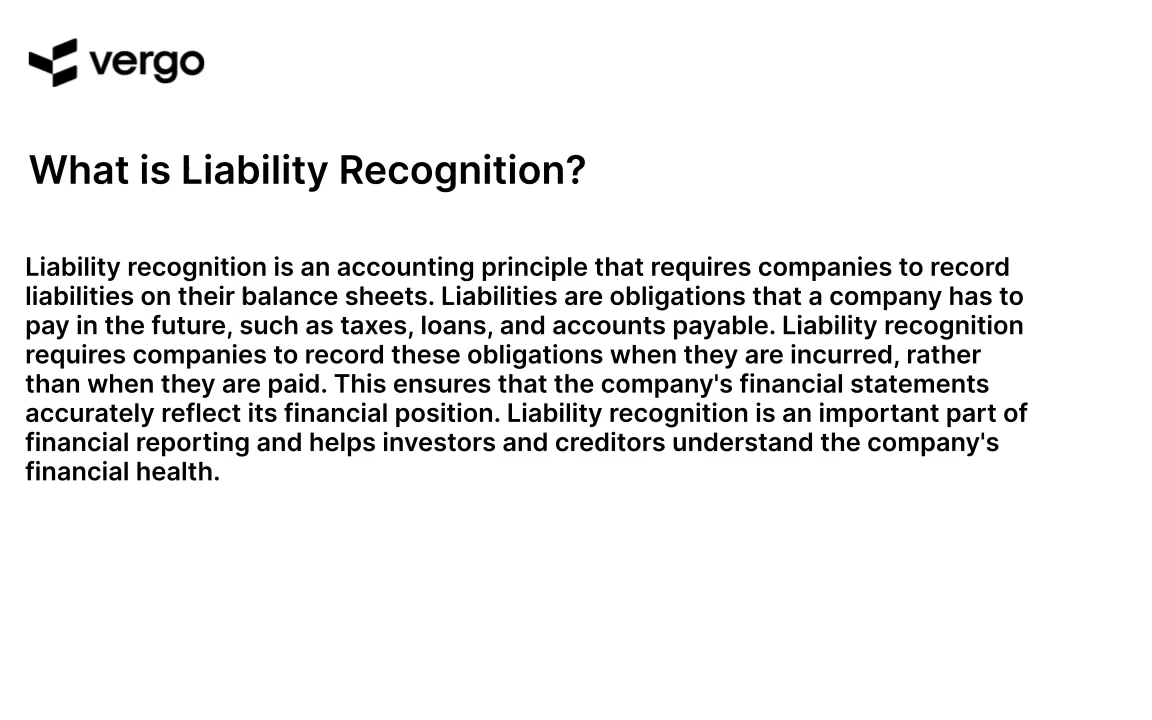 vergo
What is Liability Recognition?
Liability recognition is an accounting principle that requires companies to record
liabilities on their balance sheets. Liabilities are obligations that a company has to
pay in the future, such as taxes, loans, and accounts payable. Liability recognition
requires companies to record these obligations when they are incurred, rather
than when they are paid. This ensures that the company's financial statements
accurately reflect its financial position. Liability recognition is an important part of
financial reporting and helps investors and creditors understand the company's
financial health.